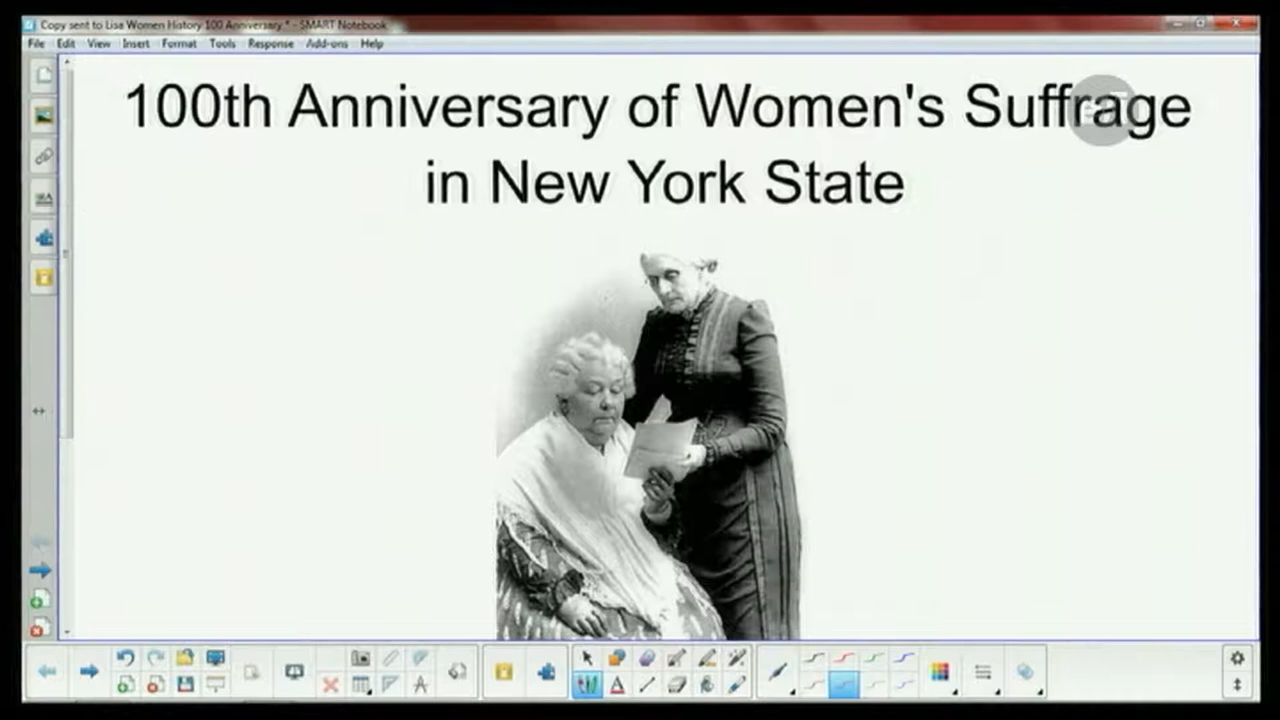 Copy sent to Lisa Women History 100 Anniversary.* - SMART Notebook
File Edit View Insert Format Tools Response Add-ons Help
100th Anniversary of Women's Suffrage
in New York State